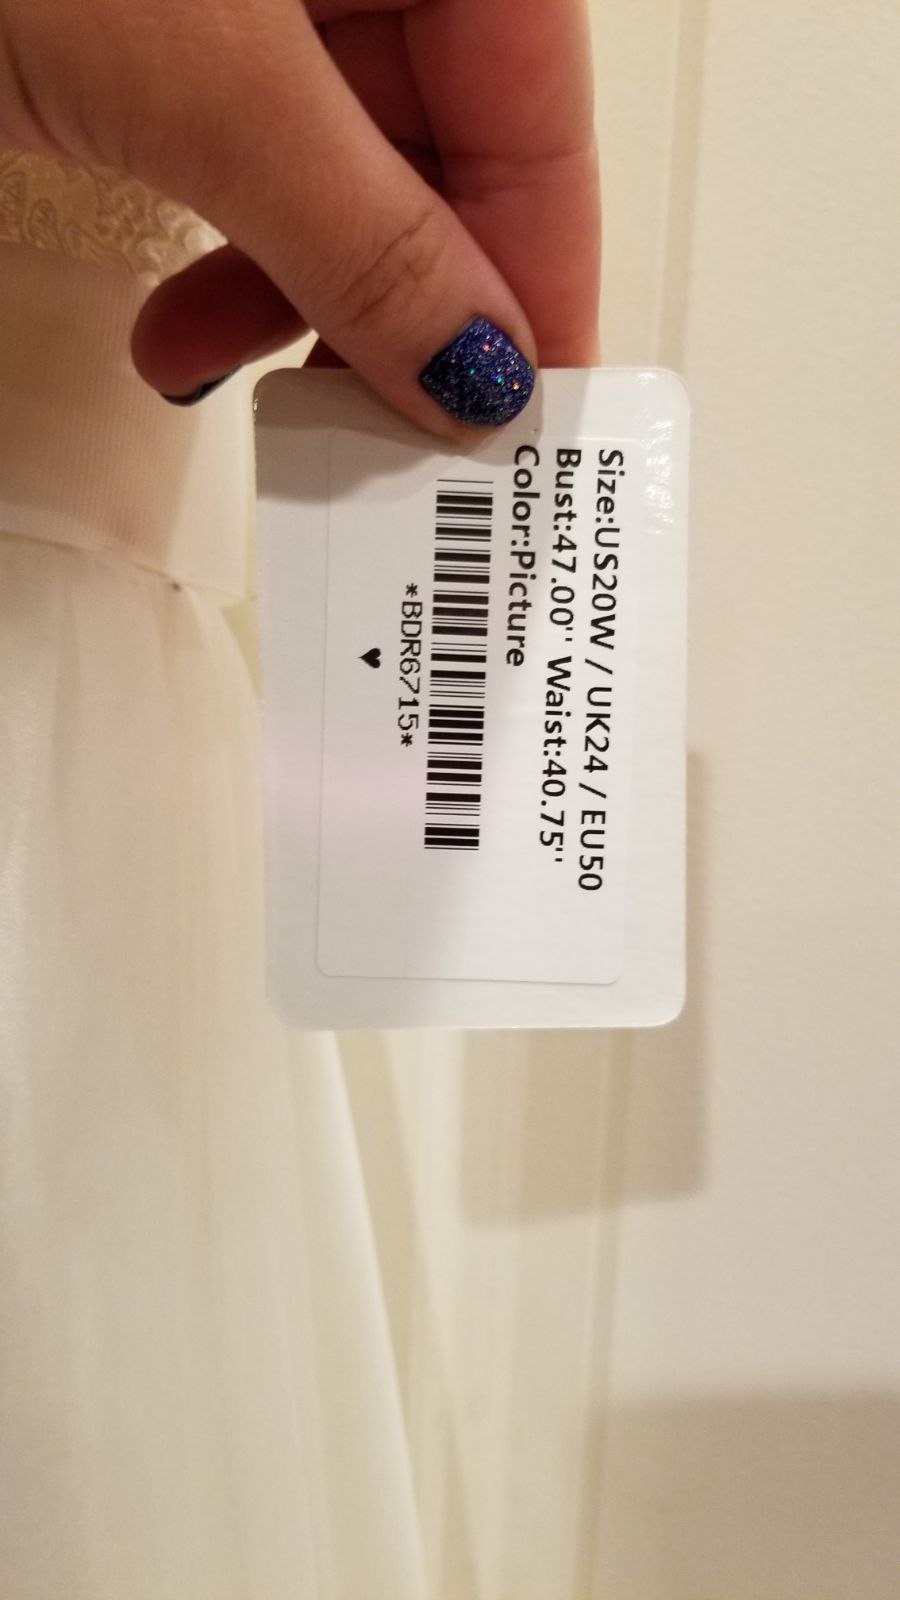 Size:US20W / UK24 / EU50
Bust:47.00'' Waist:40.75''
Color:Picture
*BDR6715*